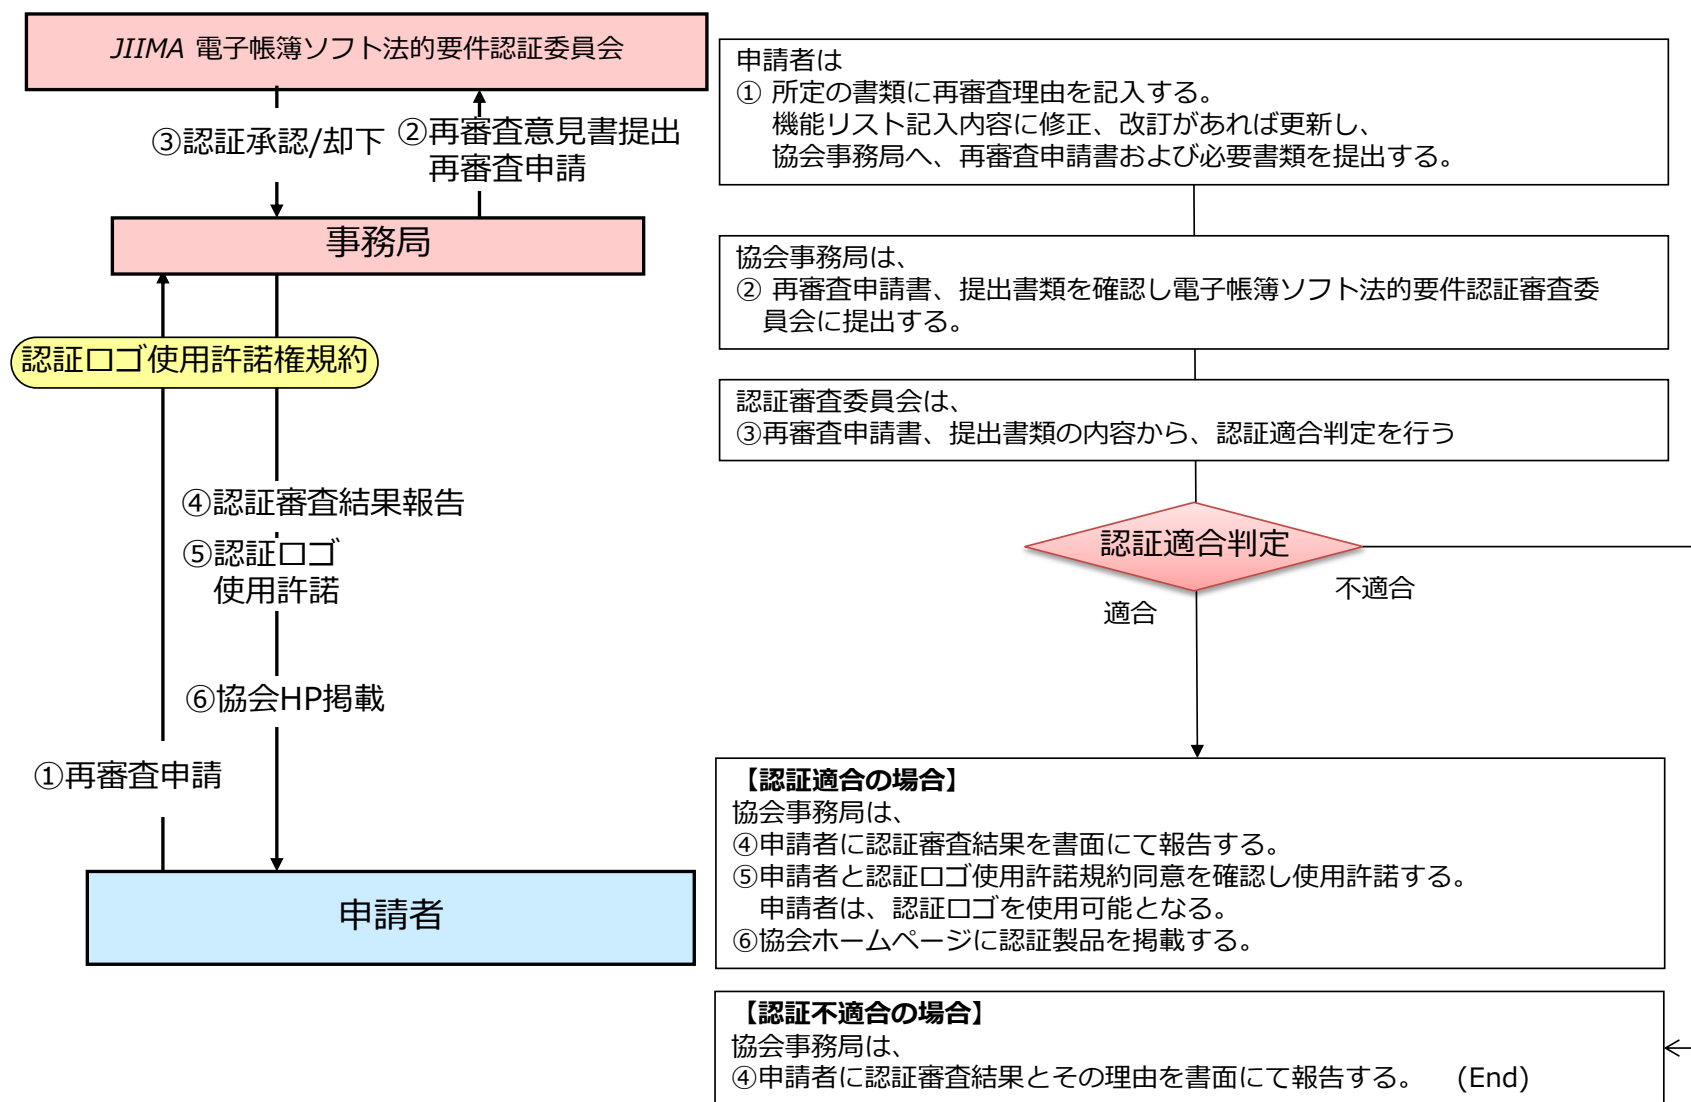 JIIMA 電子帳簿ソフト法的要件認証委員会
③認証承認/却下
②再審査意見書提出
再審査申請
事務局
認証ロゴ使用許諾権規約
④認証審査結果報告
⑤認証ロゴ
使用許諾
⑥協会HP掲載
①再審査申請
申請者
申請者は
① 所定の書類に再審査理由を記入する。
機能リスト記入内容に修正、改訂があれば更新し、
協会事務局へ、再審査申請書および必要書類を提出する。
協会事務局は、
② 再審査申請書、提出書類を確認し電子帳簿ソフト法的要件認証審査委
員会に提出する。
認証審査委員会は、
③再審査申請書、提出書類の内容から、認証適合判定を行う
認証適合判定
不適合
適合
【認証適合の場合】
協会事務局は、
④申請者に認証審査結果を書面にて報告する。
⑤申請者と認証ロゴ使用許諾規約同意を確認し使用許諾する。
申請者は、認証ロゴを使用可能となる。
⑥協会ホームページに認証製品を掲載する。
【認証不適合の場合】
協会事務局は、
④申請者に認証審査結果とその理由を書面にて報告する。 (End)